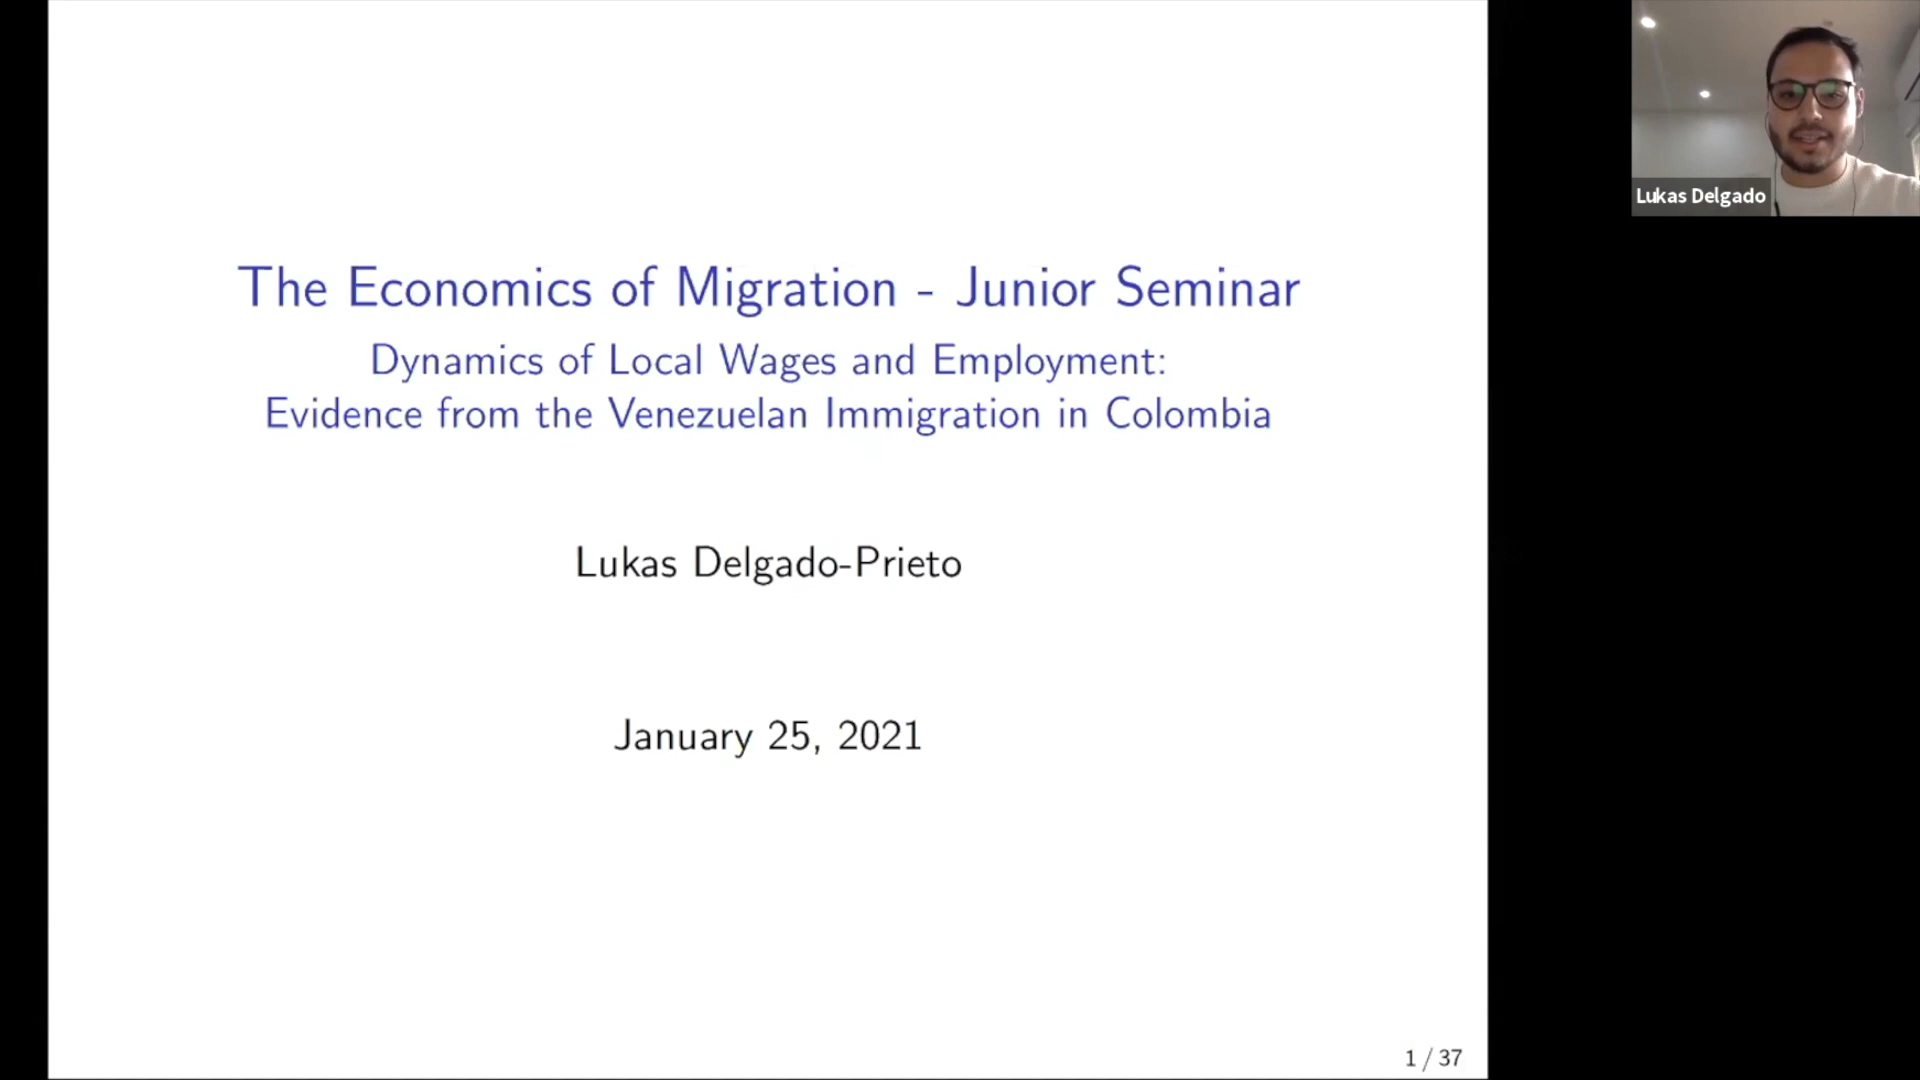 The Economics of Migration - Junior Seminar
Dynamics of Local Wages and Employment:
Evidence from the Venezuelan Immigration in Colombia
Lukas Delgado-Prieto
January 25, 2021
1 / 37
Lukas Delgado